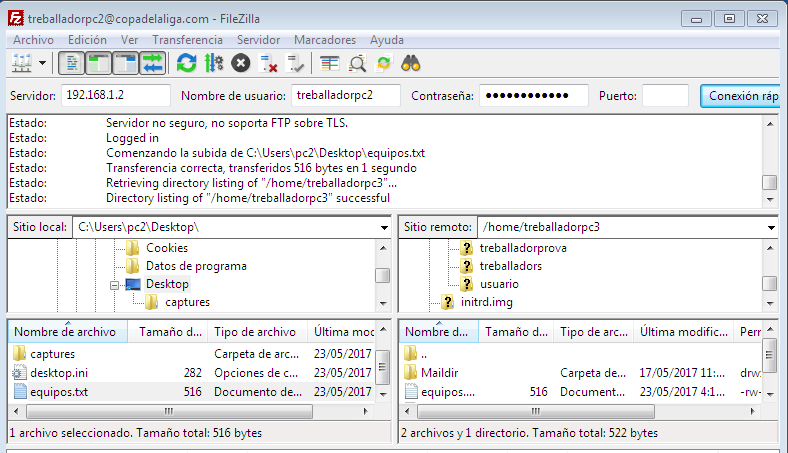 treballadorpc2@copadelaliga.com - FileZilla
Archivo Edición Ver Transferencia Servidor Marcadores Ayuda
Servidor: 192.168.1.2 Nombre de usuario: treballadorpc2 Contraseña: ●●●●●●●●●●●● Puerto: Conexión ráp
Estado: Servidor no seguro, no soporta FTP sobre TLS.
Estado: Logged in
Estado: Comenzando la subida de C:\Users\pc2\Desktop\equipos.txt
Estado: Transferencia correcta, transferidos 516 bytes en 1 segundo
Estado: Retrieving directory listing of "/home/treballadorpc3"...
Estado: Directory listing of "/home/treballadorpc3" successful
Sitio local: C:\Users\pc2\Desktop\
Cookies
Datos de programa
Desktop
captures
Nombre de archivo Tamaño d... Tipo de archivo Última mod
captures Carpeta de arc... 23/05/2017
desktop.ini 282 Opciones de c... 23/05/2017
equipos.txt 516 Documento de... 23/05/2017
1 archivo seleccionado. Tamaño total: 516 bytes
Sitio remoto: /home/treballadorpc3
treballadorprova
treballadors
usuario
initrd.img
Nombre d... Tamaño d... Tipo de arc... Última modific... Perr
..
Maildir Carpeta de... 17/05/2017 11:... drwx
equipos.... 516 Document... 23/05/2017 4:1... -rw-
2 archivos y 1 directorio. Tamaño total: 522 bytes